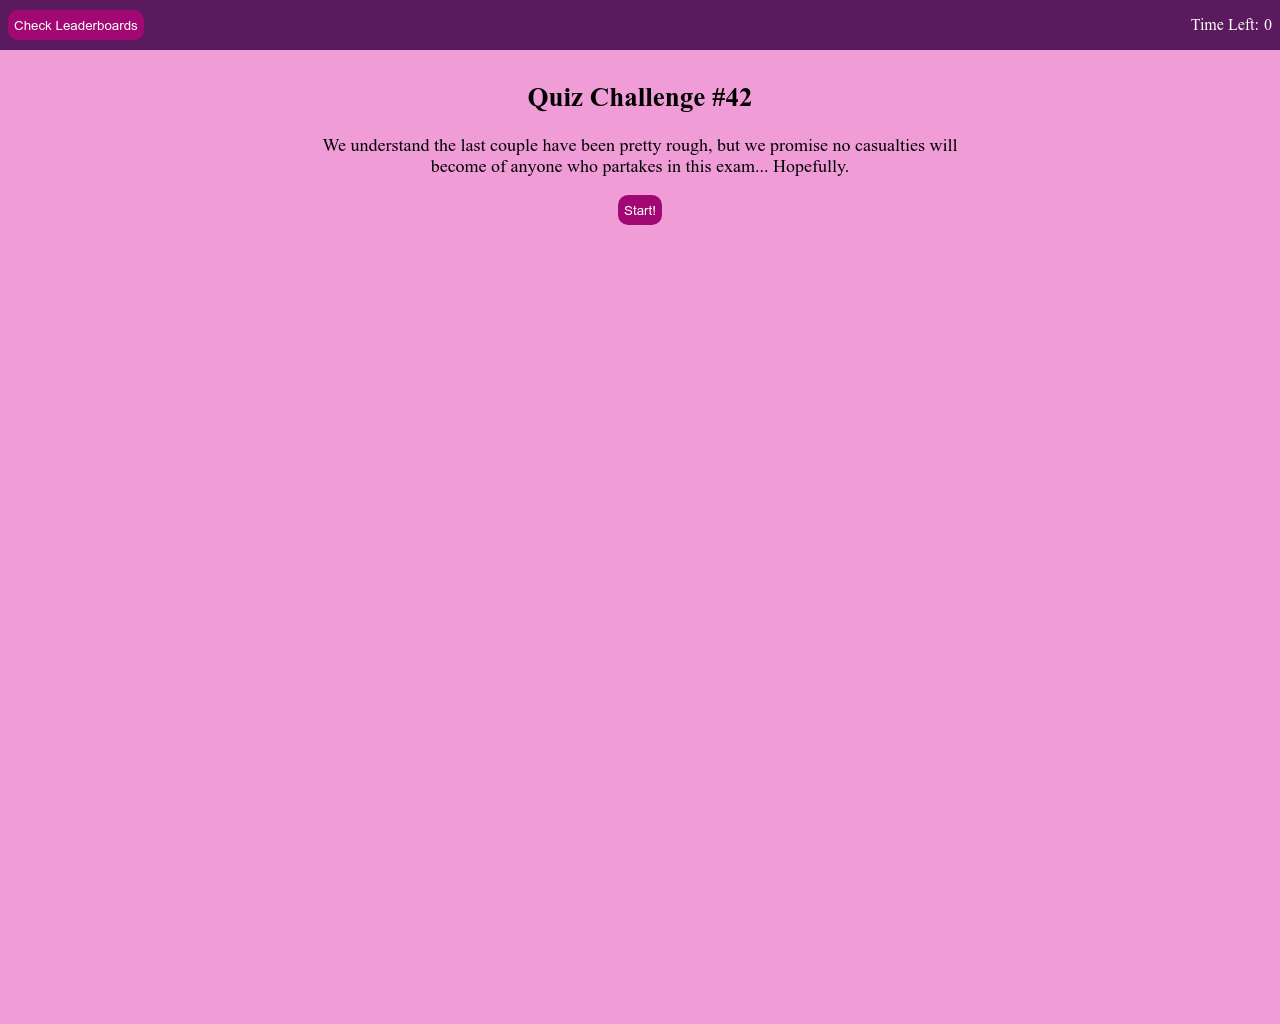 Check Leaderboards
Time Left: 0
Quiz Challenge #42
We understand the last couple have been pretty rough, but we promise no casualties will
become of anyone who partakes in this exam... Hopefully.
Start!